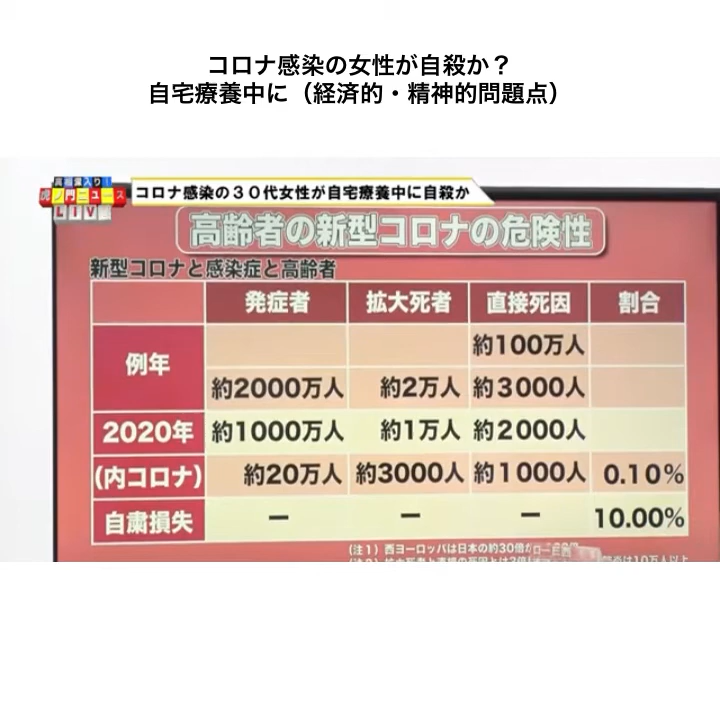 コロナ感染の女性が自殺か？
自宅療養中に（経済的・精神的問題点）
真相深入り！
虎ノ門ニュース
LIV
コロナ感染の３０代女性が自宅療養中に自殺か
高齢者の新型コロナの危険性
新型コロナと感染症と高齢者
発症者 拡大死者 直接死因 割合
例年 約100万人
約2000万人 約2万人 約3000人
2020年 約1000万人 約1万人 約2000人
(内コロナ) 約20万人 約3000人 約1000人 0.10%
自粛損失 － － － 10.00%
(注1) 西ヨーロッパは日本の約30倍